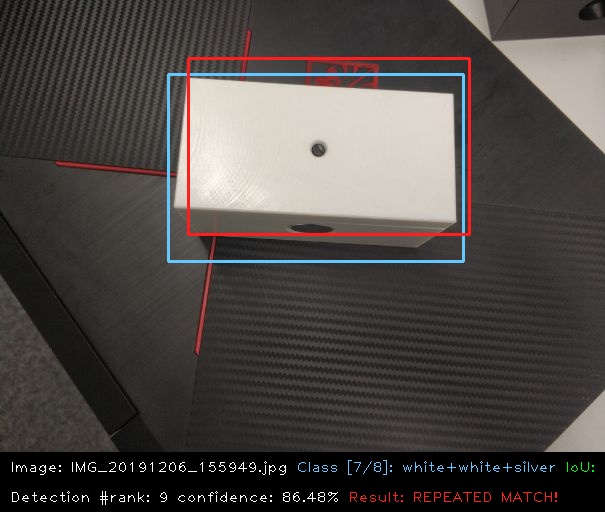 Image: IMG_20191206_155949.jpg Class [7/8]: white+white+silver IoU:
Detection #rank: 9 confidence: 86.48% Result: REPEATED MATCH!